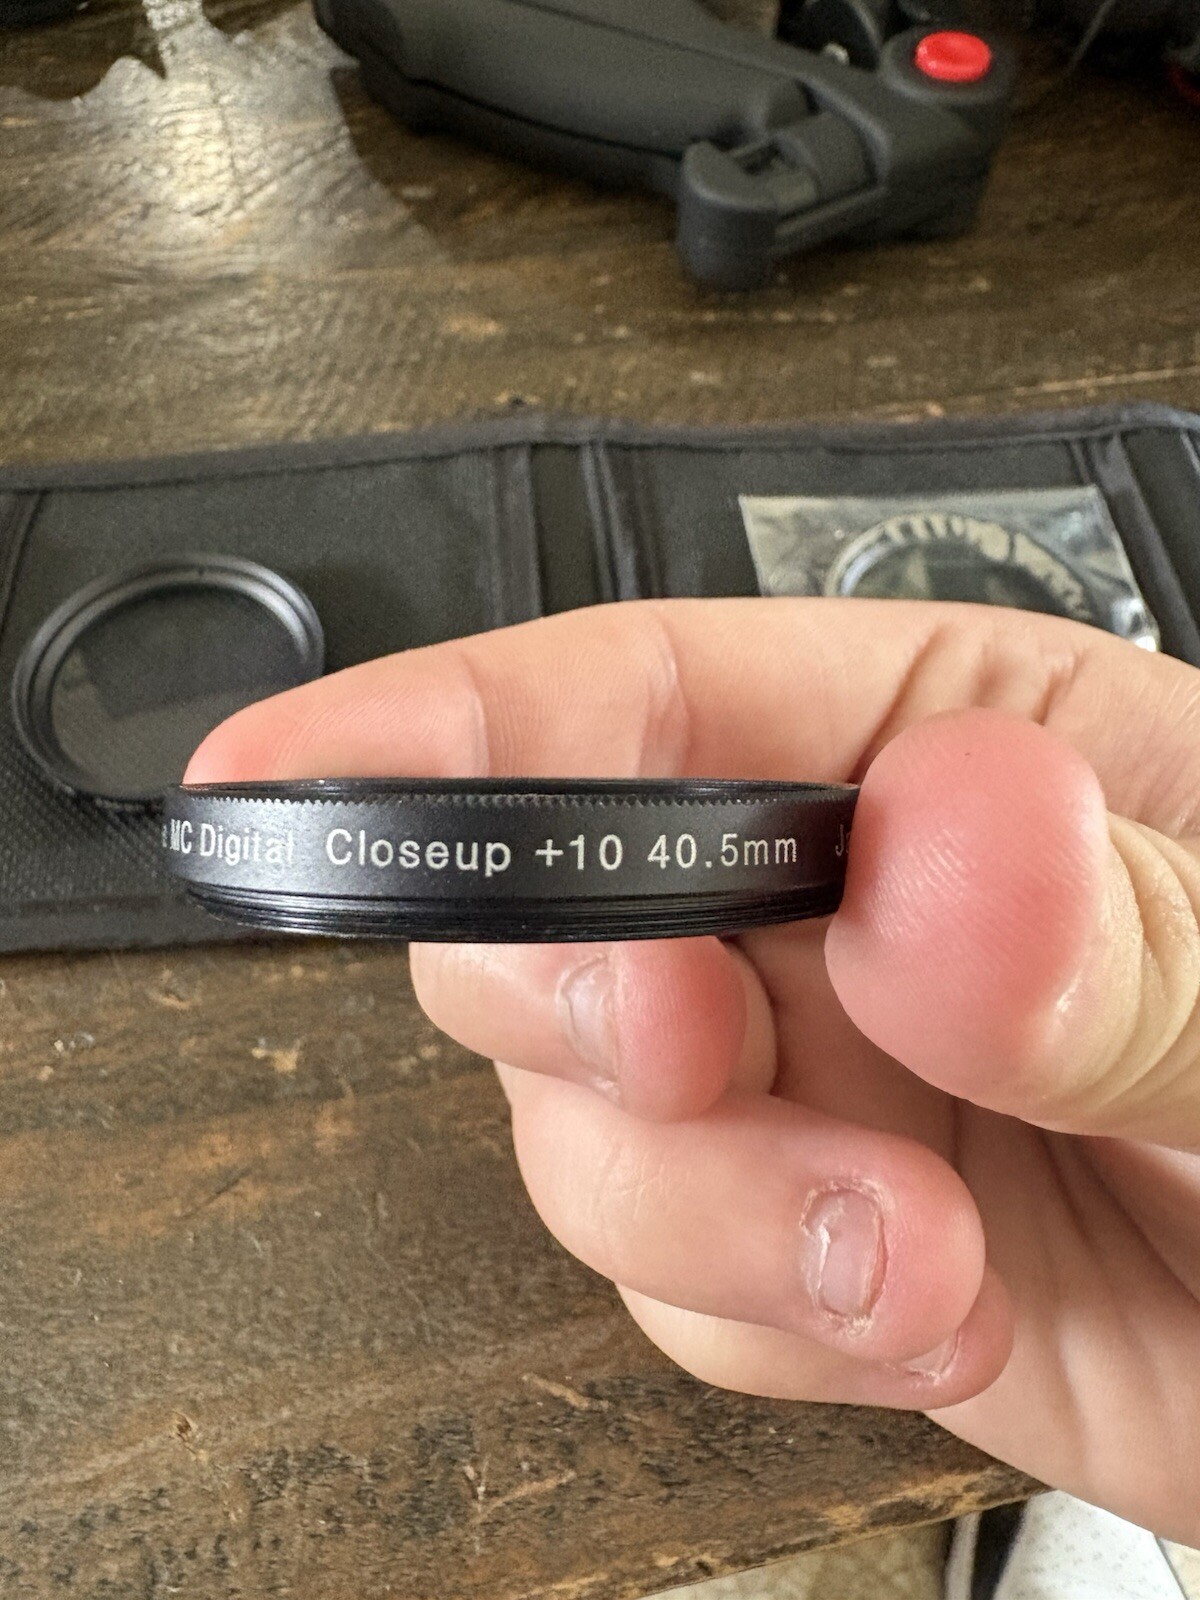 MC Digital Closeup +10 40.5mm